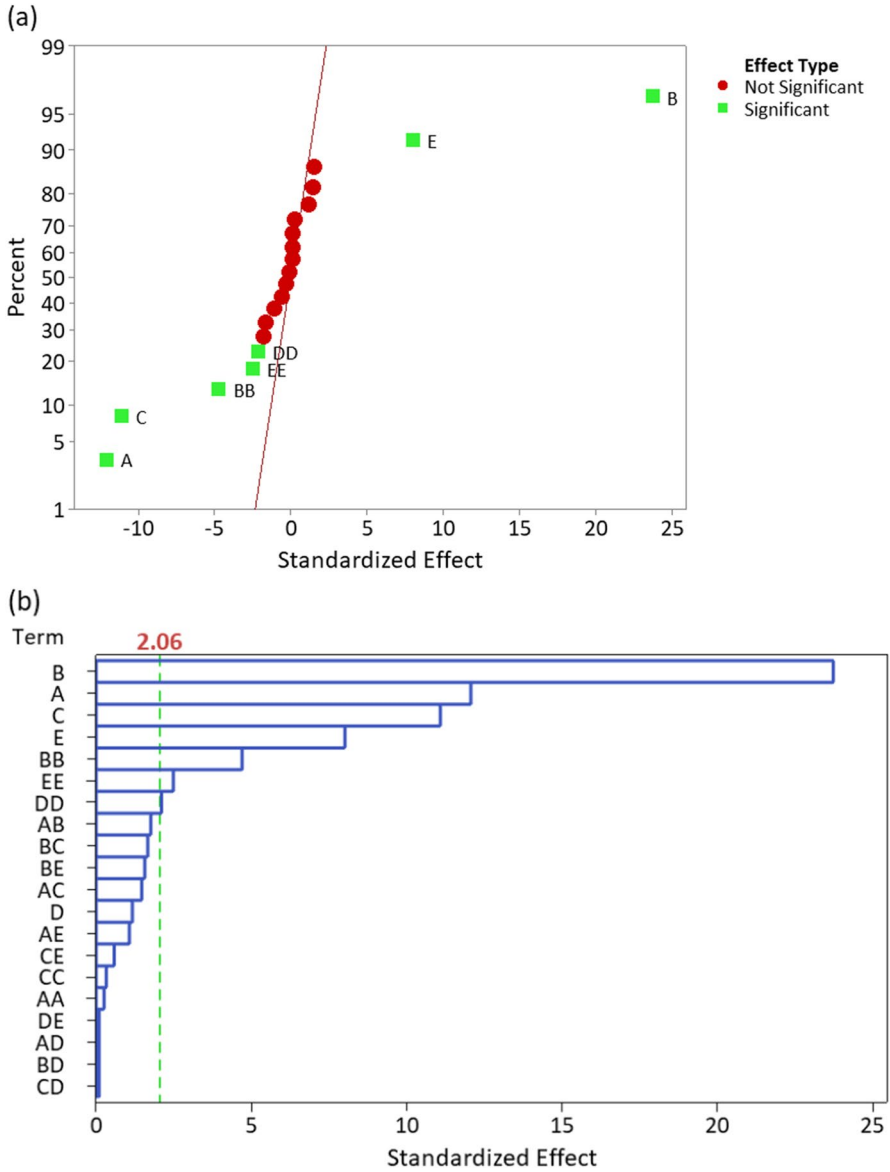 (a)
99
95
90
80
70
60
50
40
30
20
10
5
1
Percent
B
E
DD
EE
BB
C
A
-10 -5 0 5 10 15 20 25
Standardized Effect
Effect Type
Not Significant
Significant
(b)
Term
2.06
B
A
C
E
BB
EE
DD
AB
BC
BE
AC
D
AE
CE
CC
AA
DE
AD
BD
CD
0 5 10 15 20 25
Standardized Effect